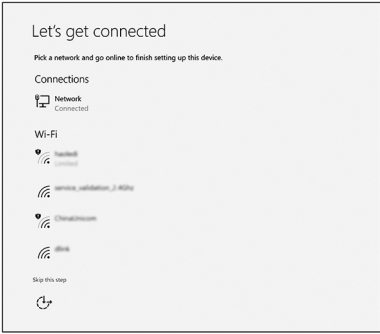 Let's get connected
Pick a network and go online to finish setting up this device.
Connections
Network
Connected
Wi-Fi
service_validation_2.4Ghz
ChinaUnicom
dlink
Skip this step